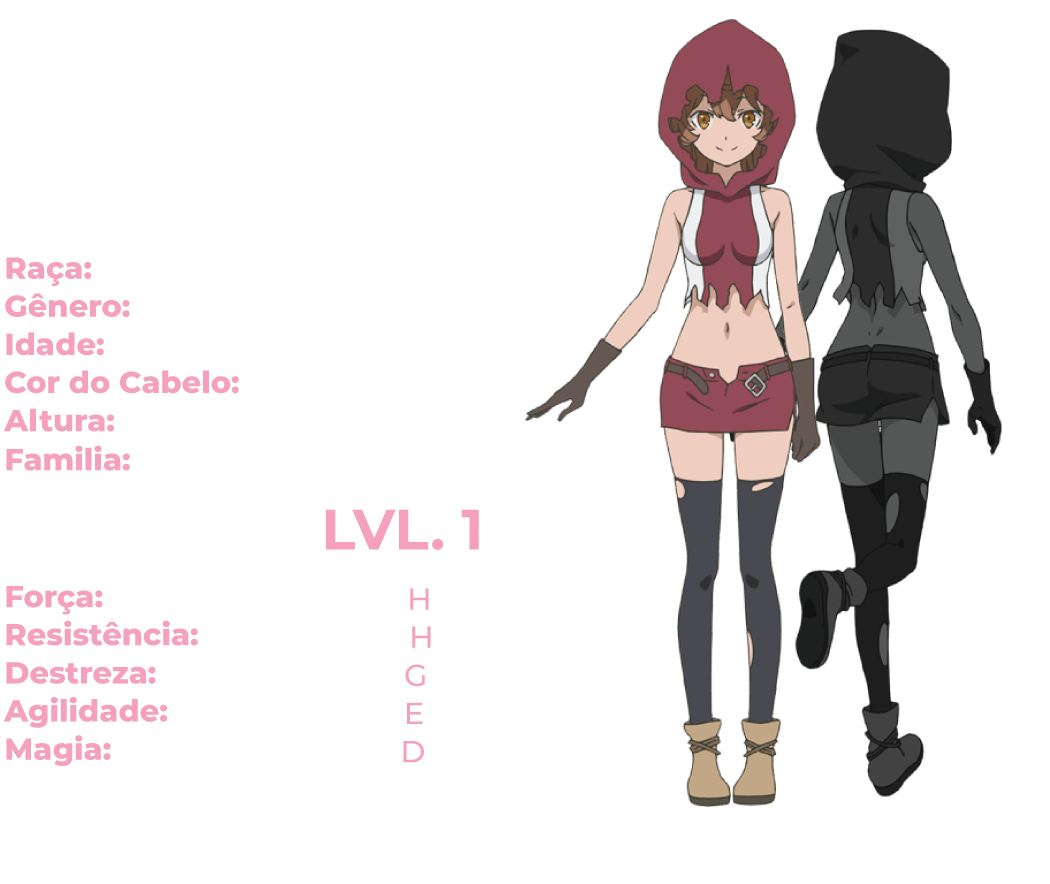 Raça:
Gênero:
Idade:
Cor do Cabelo:
Altura:
Familia:
LVL. 1
Força: H
Resistência: H
Destreza: G
Agilidade: E
Magia: D